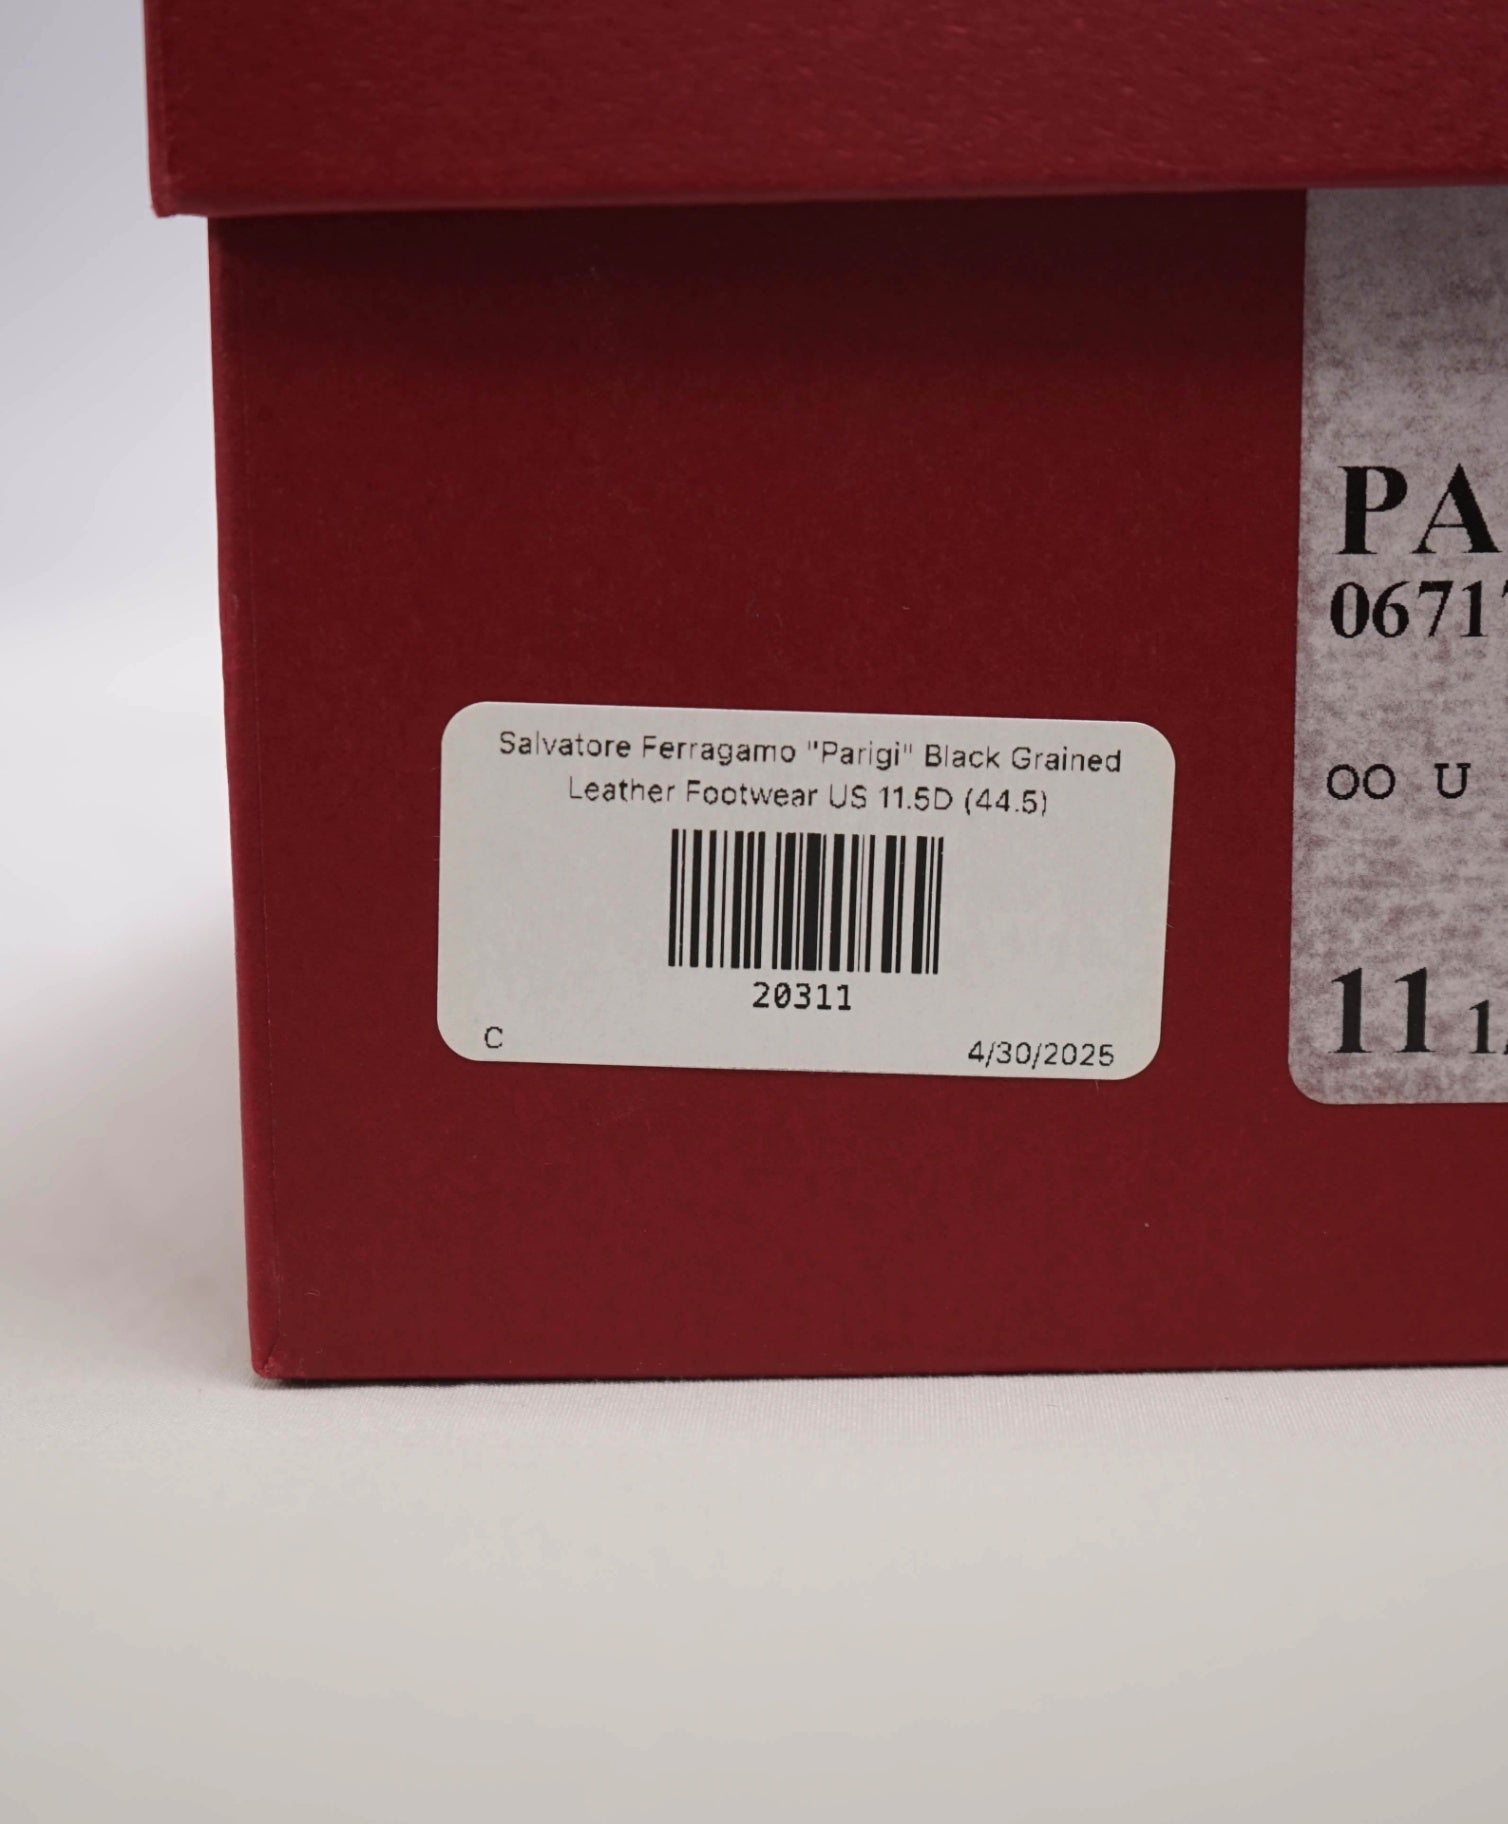 Salvatore Ferragamo "Parigi" Black Grained
Leather Footwear US 11.5D (44.5)
20311
C
4/30/2025
PA
0671
OO U
11 1